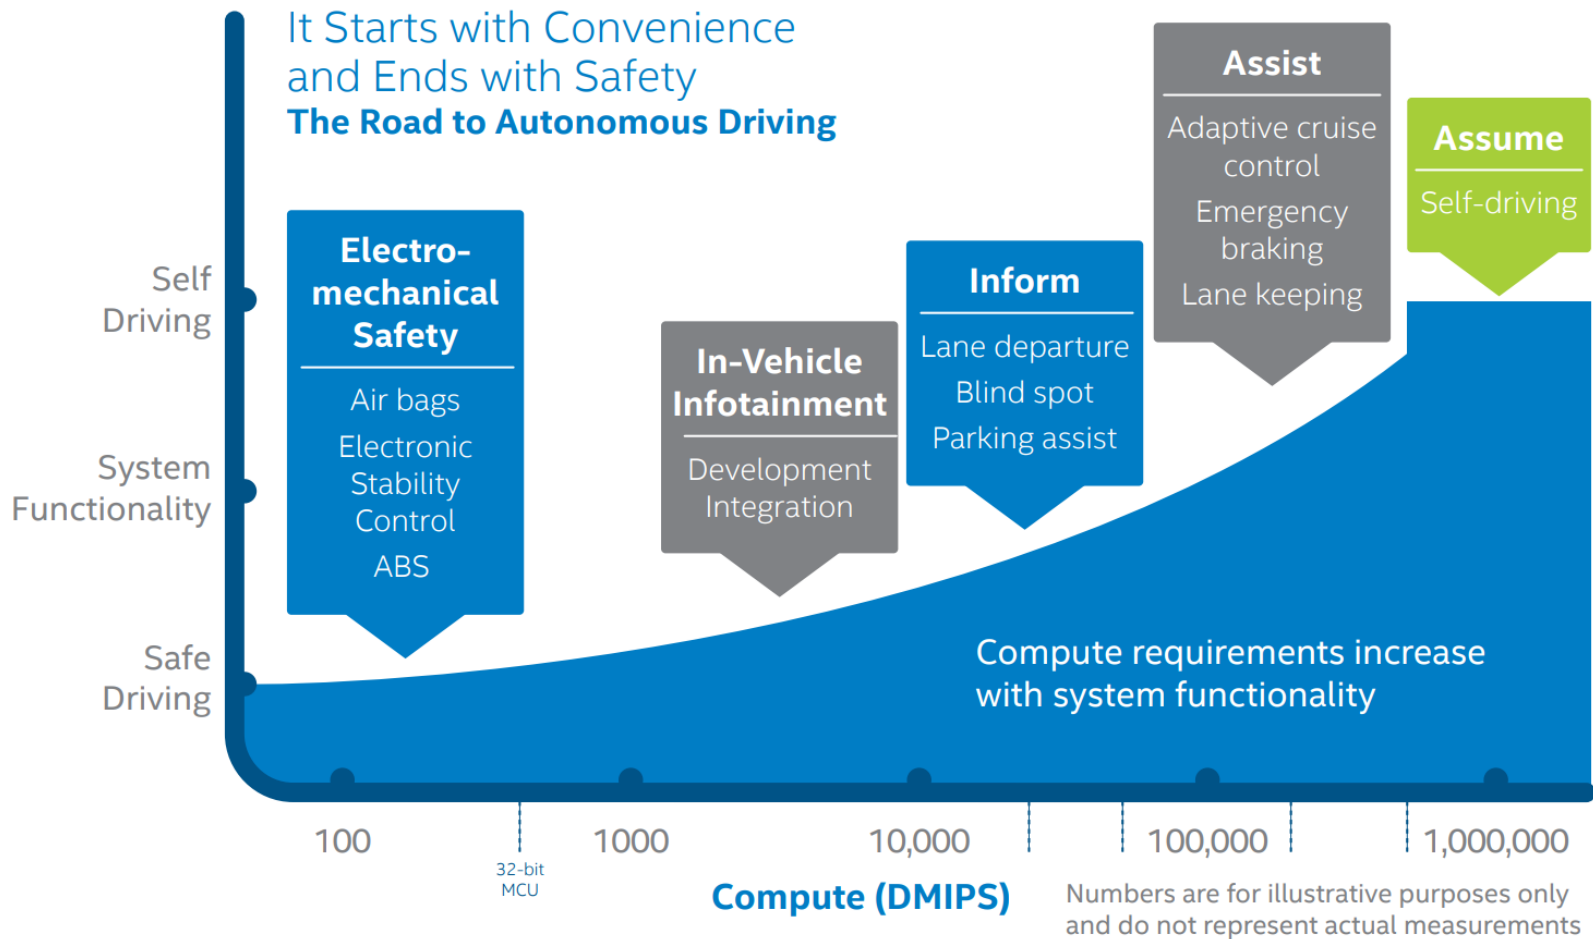 It Starts with Convenience
and Ends with Safety
The Road to Autonomous Driving
Self
Driving
System
Functionality
Safe
Driving
Electro-
mechanical
Safety
Air bags
Electronic
Stability
Control
ABS
In-Vehicle
Infotainment
Development
Integration
Inform
Lane departure
Blind spot
Parking assist
Assist
Adaptive cruise
control
Emergency
braking
Lane keeping
Assume
Self-driving
Compute requirements increase
with system functionality
100
32-bit
MCU
1000
10,000
100,000
1,000,000
Compute (DMIPS)
Numbers are for illustrative purposes only
and do not represent actual measurements